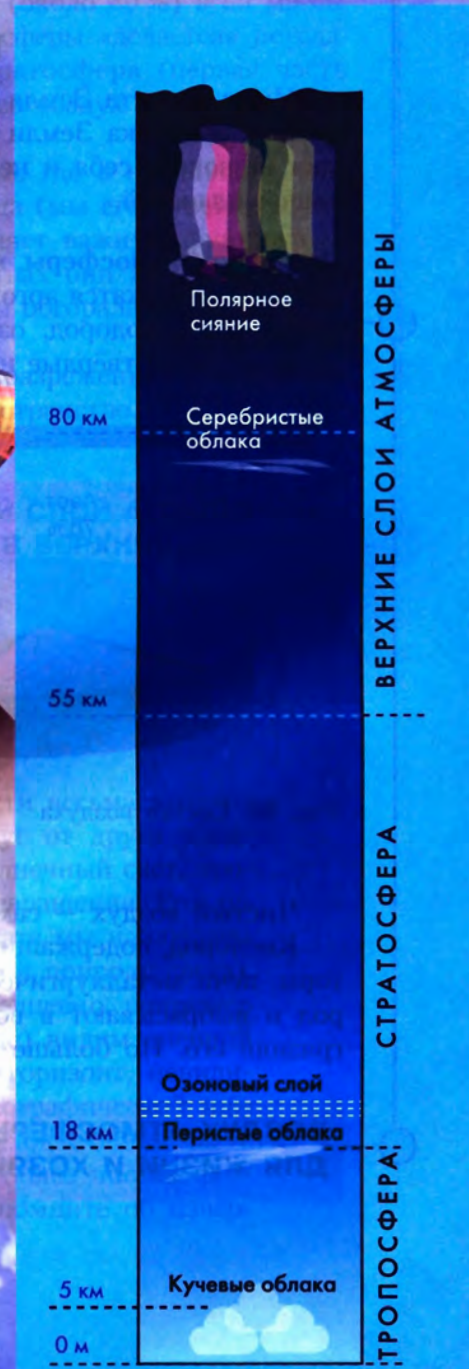 Полярное
сияние
80 км
Серебристые
облака
ВЕРХНИЕ СЛОИ АТМОСФЕРЫ
55 км
СТРАТОСФЕРА
Озоновый слой
18 км
Перистые облака
ТРОПОСФЕРА
Кучевые облака
5 км
0 м